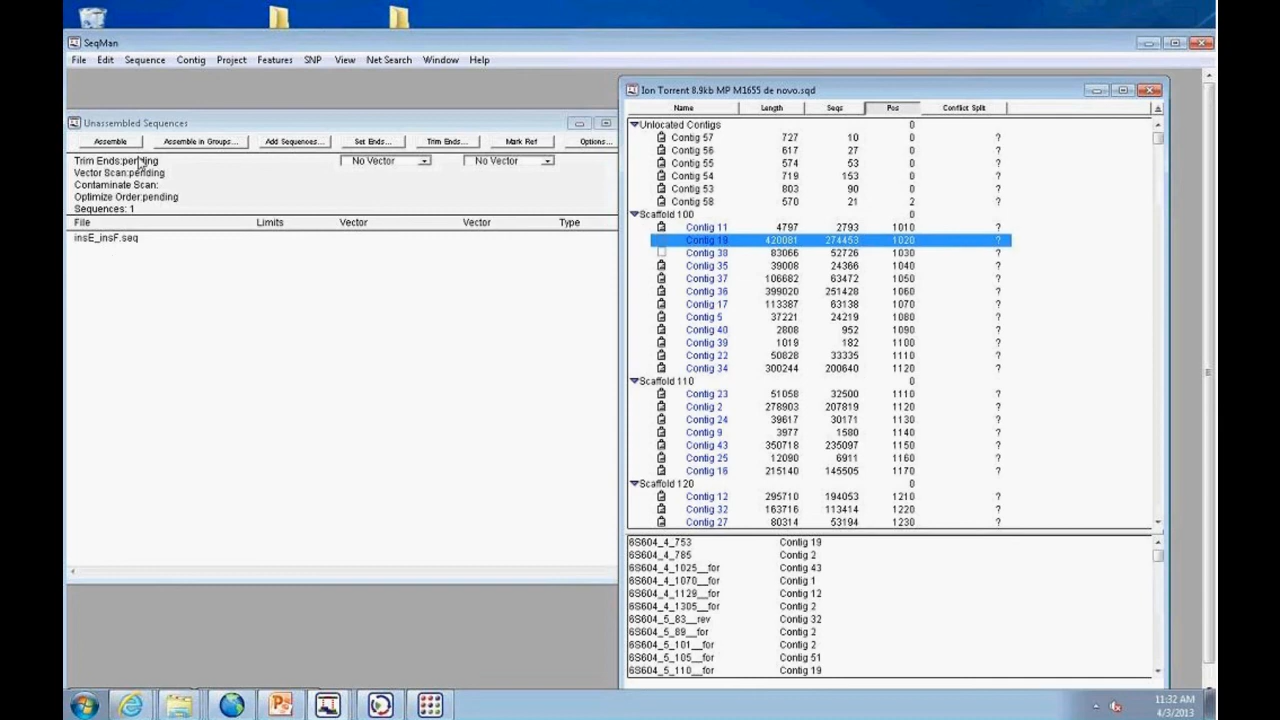 SeqMan
File Edit Sequence Contig Project Features SNP View Net Search Window Help
Unassembled Sequences
Assemble Assemble in Groups... Add Sequences... Set Ends... Trim Ends... Mark Ref Options...
Trim Ends:pending No Vector No Vector
Vector Scan:pending
Contaminate Scan:
Optimize Order:pending
Sequences: 1
File Limits Vector Vector Type
insE_insF.seq
Ion Torrent 8.9kb MP M1655 de novo.sqd
Name Length Seqs Pos Conflict Split
Unlocated Contigs 0
Contig 57 727 10 0 ?
Contig 56 617 27 0 ?
Contig 55 574 53 0 ?
Contig 54 719 153 0 ?
Contig 53 803 90 0 ?
Contig 58 570 21 2 ?
Scaffold 100 0
Contig 11 4797 2793 1010 ?
Contig 19 420081 274453 1020 ?
Contig 38 83066 52726 1030 ?
Contig 35 39008 24366 1040 ?
Contig 37 106682 63472 1050 ?
Contig 36 399020 251428 1060 ?
Contig 17 113387 63138 1070 ?
Contig 5 37221 24219 1080 ?
Contig 40 2808 952 1090 ?
Contig 39 1019 182 1100 ?
Contig 22 50828 33335 1110 ?
Contig 34 300244 200640 1120 ?
Scaffold 110 0
Contig 23 51058 32500 1110 ?
Contig 2 278903 207819 1120 ?
Contig 24 39617 30171 1130 ?
Contig 9 3977 1580 1140 ?
Contig 43 350718 235097 1150 ?
Contig 25 12090 6911 1160 ?
Contig 16 215140 145505 1170 ?
Scaffold 120 0
Contig 12 295710 194053 1210 ?
Contig 32 163716 113414 1220 ?
Contig 27 80314 53194 1230 ?
6S604_4_753 Contig 19
6S604_4_785 Contig 2
6S604_4_1025__for Contig 43
6S604_4_1070__for Contig 1
6S604_4_1129__for Contig 12
6S604_4_1305__for Contig 2
6S604_5_83__rev Contig 32
6S604_5_89__for Contig 2
6S604_5_101__for Contig 2
6S604_5_105__for Contig 51
6S604_5_110__for Contig 19
11:32 AM
4/3/2013